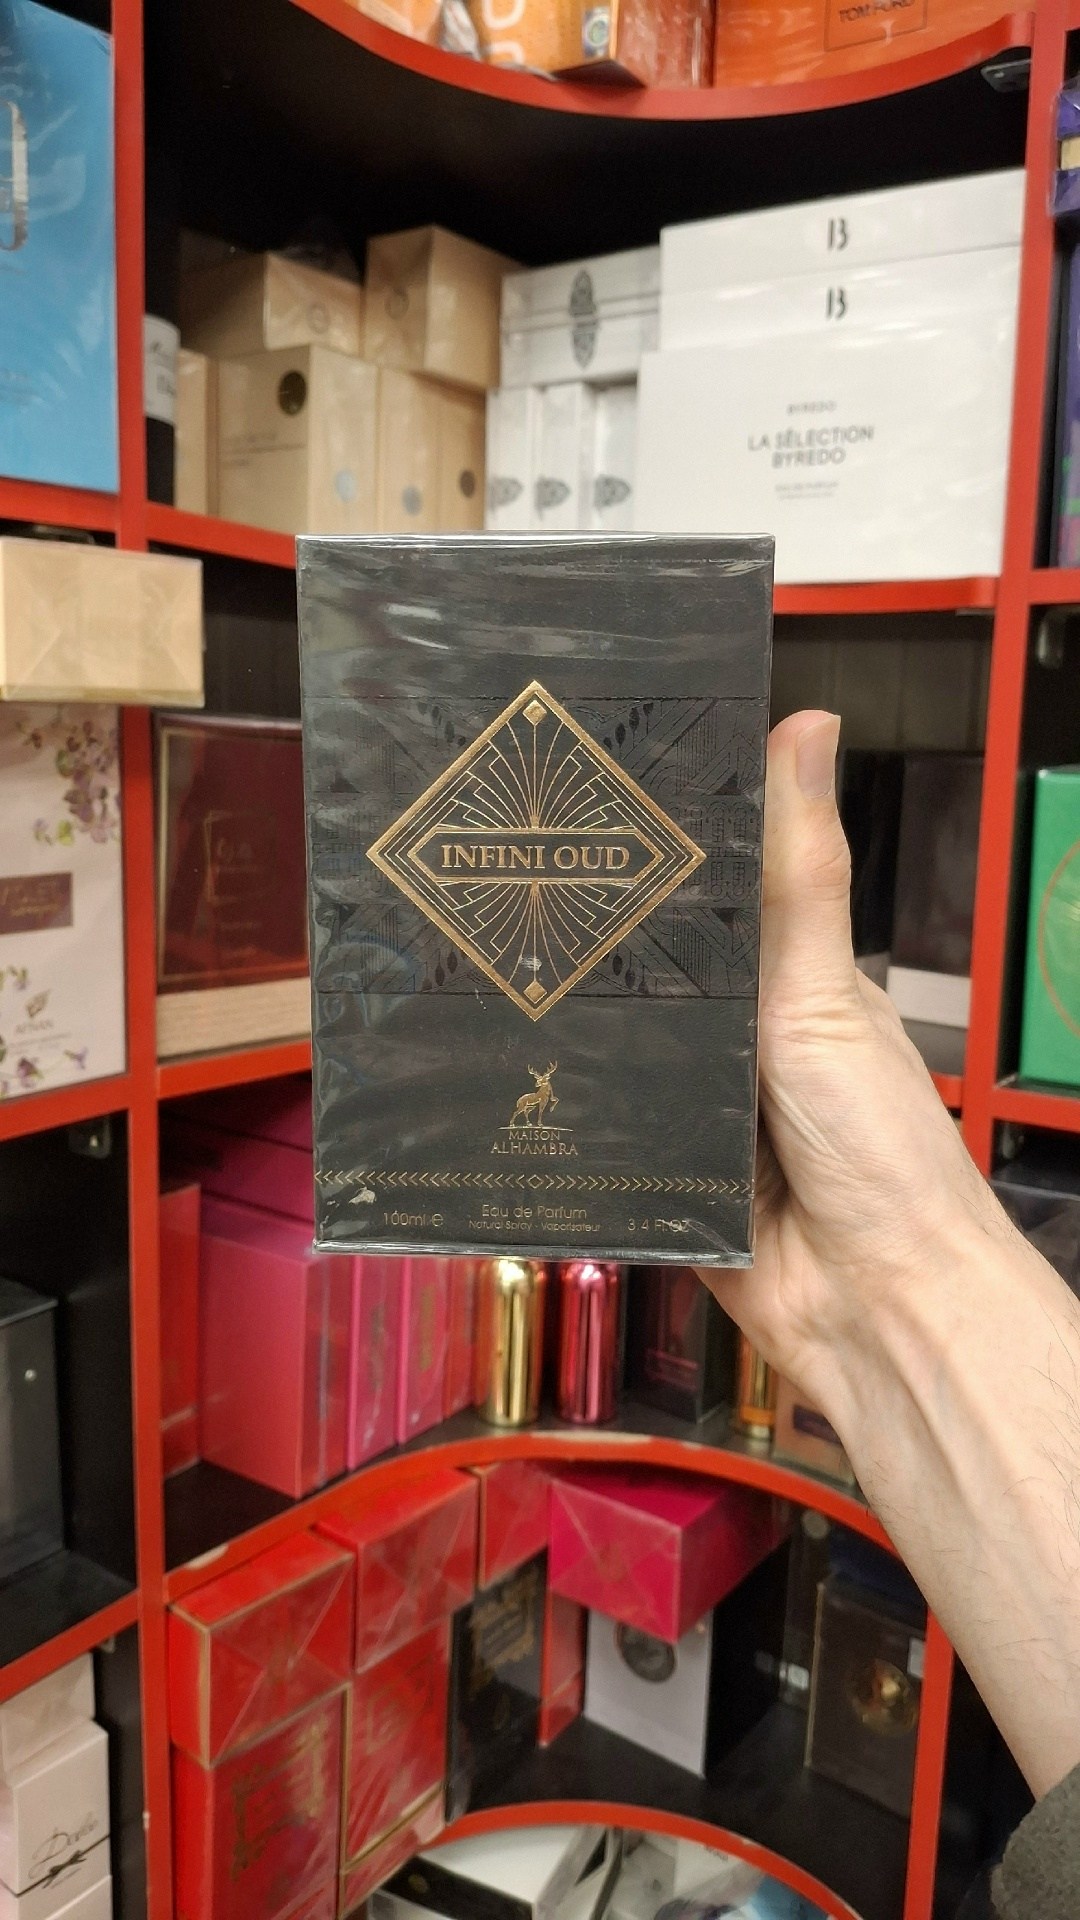 TOM FORD
B
B
BYREDO
LA SÉLECTION
BYREDO
INFINI OUD
MAISON
ALHAMBRA
100ml e
Eau de Parfum
Natural Spray - Vaporisateur
3.4 Fl.Oz